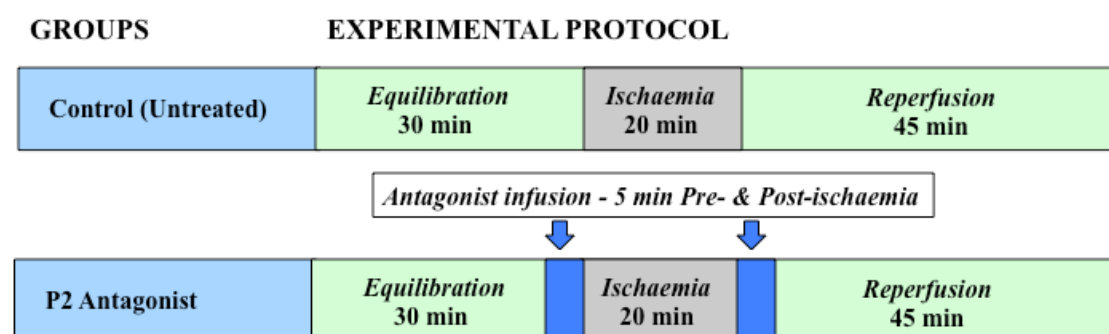 GROUPS EXPERIMENTAL PROTOCOL
Control (Untreated)
Equilibration
30 min
Ischaemia
20 min
Reperfusion
45 min
Antagonist infusion - 5 min Pre- & Post-ischaemia
P2 Antagonist
Equilibration
30 min
Ischaemia
20 min
Reperfusion
45 min